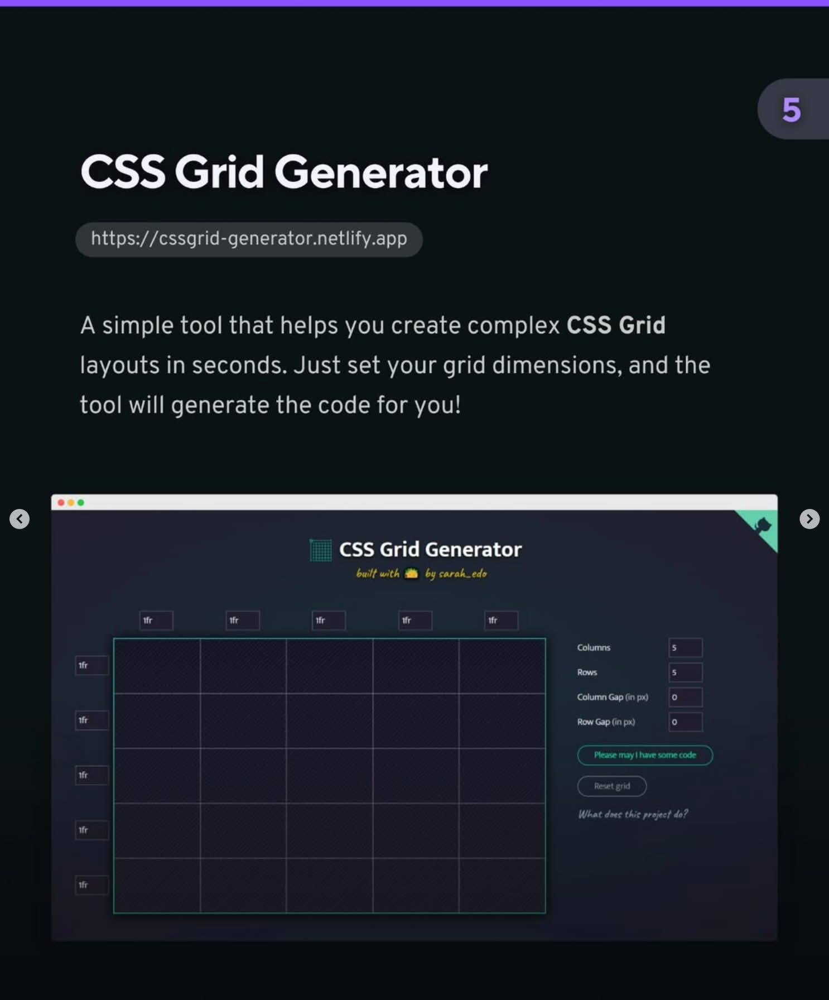 5
CSS Grid Generator
https://cssgrid-generator.netlify.app
A simple tool that helps you create complex CSS Grid
layouts in seconds. Just set your grid dimensions, and the
tool will generate the code for you!
CSS Grid Generator
built with 🌮 by sarah_edo
1fr 1fr 1fr 1fr 1fr
1fr
1fr
1fr
1fr
1fr
Columns 5
Rows 5
Column Gap (in px) 0
Row Gap (in px) 0
Please may I have some code
Reset grid
What does this project do?